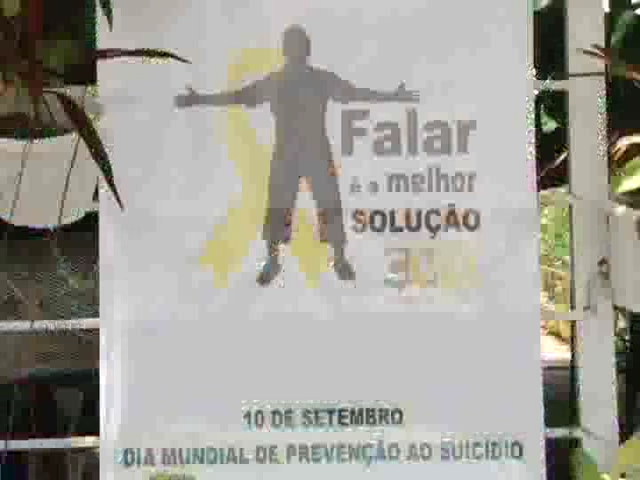 Falar
é a melhor
SOLUÇÃO
10 DE SETEMBRO
DIA MUNDIAL DE PREVENÇÃO AO SUICÍDIO